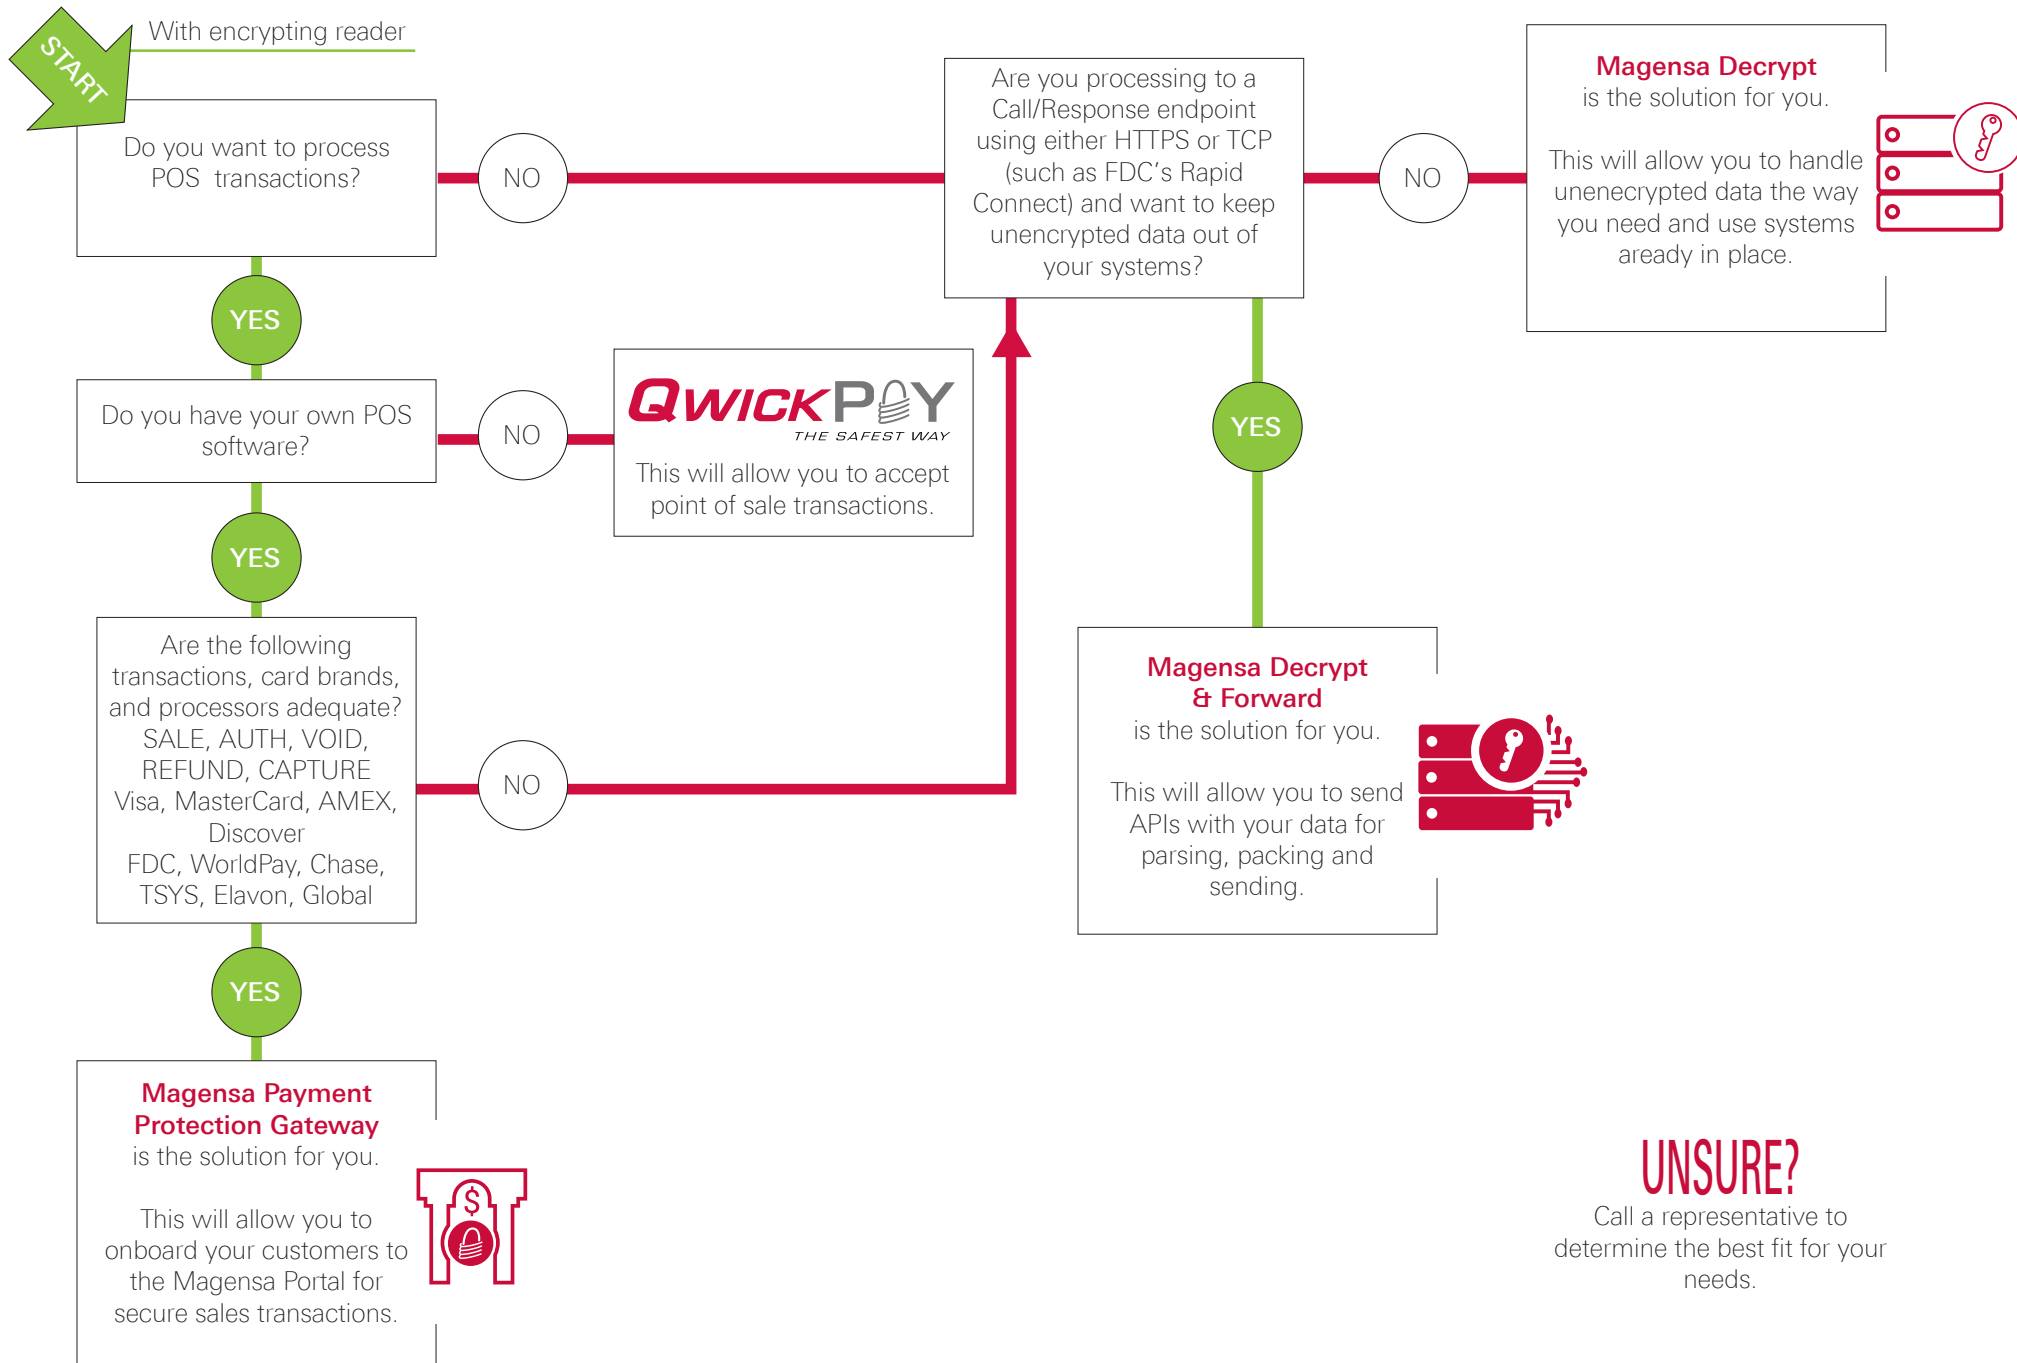 START
With encrypting reader
Do you want to process
POS transactions?
NO
Are you processing to a
Call/Response endpoint
using either HTTPS or TCP
(such as FDC's Rapid
Connect) and want to keep
unencrypted data out of
your systems?
NO
Magensa Decrypt
is the solution for you.
This will allow you to handle
unenecrypted data the way
you need and use systems
aready in place.
YES
Do you have your own POS
software?
NO
QWICKPAY
THE SAFEST WAY
This will allow you to accept
point of sale transactions.
YES
YES
Are the following
transactions, card brands,
and processors adequate?
SALE, AUTH, VOID,
REFUND, CAPTURE
Visa, MasterCard, AMEX,
Discover
FDC, WorldPay, Chase,
TSYS, Elavon, Global
NO
Magensa Decrypt
& Forward
is the solution for you.
This will allow you to send
APIs with your data for
parsing, packing and
sending.
YES
Magensa Payment
Protection Gateway
is the solution for you.
This will allow you to
onboard your customers to
the Magensa Portal for
secure sales transactions.
$
UNSURE?
Call a representative to
determine the best fit for your
needs.